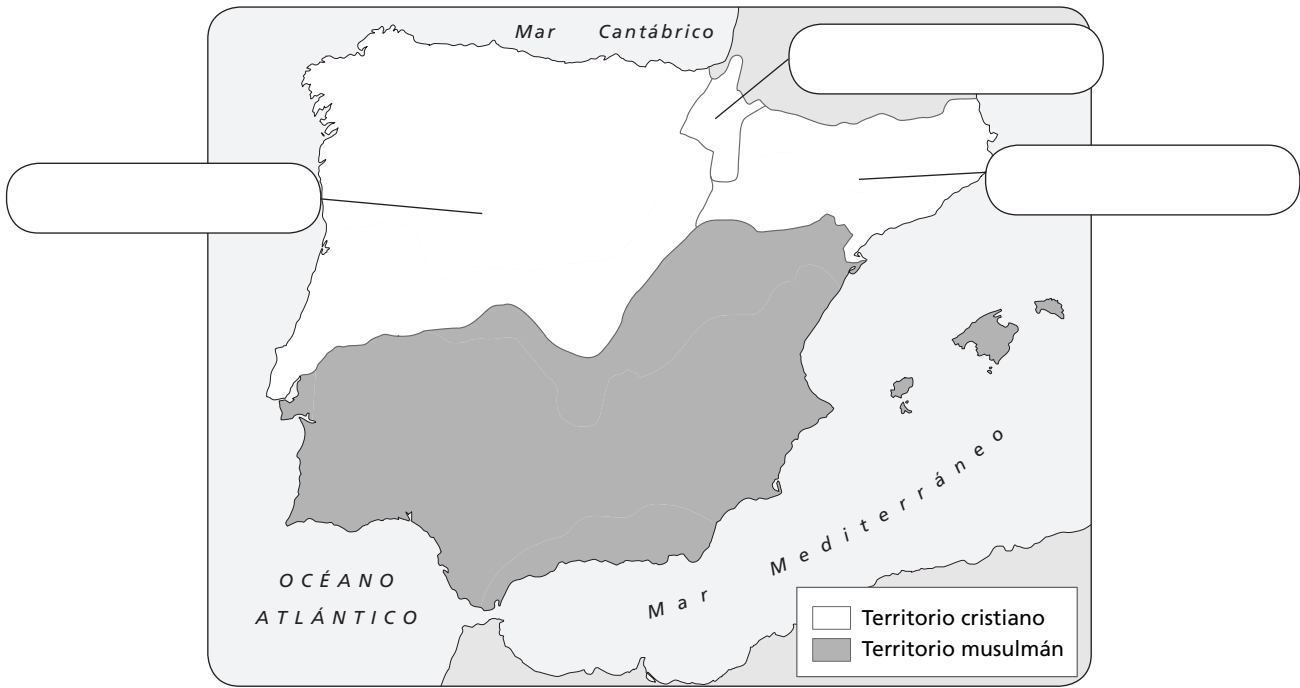 Mar Cantábrico
OCÉANO
ATLÁNTICO
Mar Mediterráneo
Territorio cristiano
Territorio musulmán